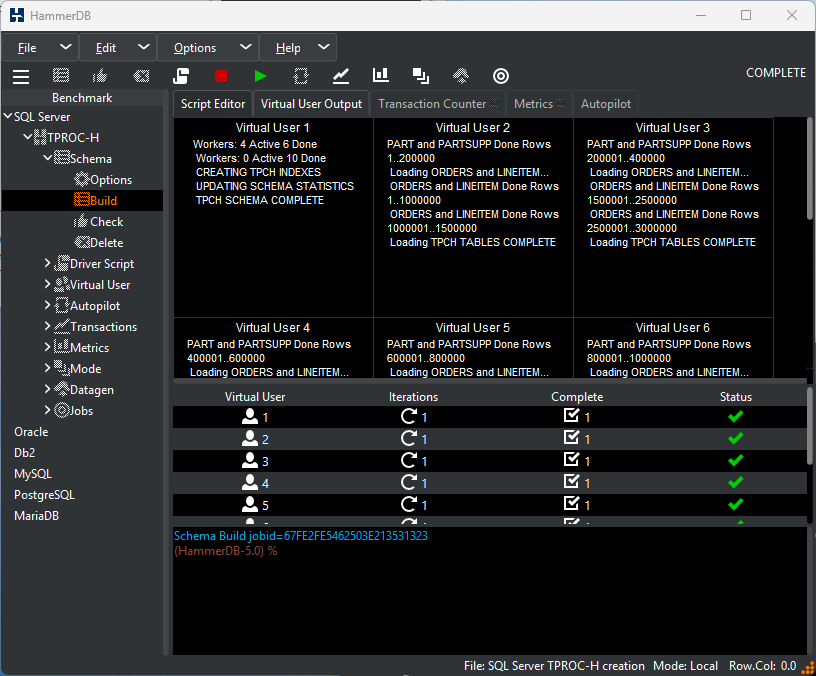 HammerDB
File Edit Options Help
COMPLETE
Benchmark
SQL Server
TPROC-H
Schema
Options
Build
Check
Delete
Driver Script
Virtual User
Autopilot
Transactions
Metrics
Mode
Datagen
Jobs
Oracle
Db2
MySQL
PostgreSQL
MariaDB
Script Editor Virtual User Output Transaction Counter Metrics Autopilot
Virtual User 1
Workers: 4 Active 6 Done
Workers: 0 Active 10 Done
CREATING TPCH INDEXES
UPDATING SCHEMA STATISTICS
TPCH SCHEMA COMPLETE
Virtual User 2
PART and PARTSUPP Done Rows
1..200000
Loading ORDERS and LINEITEM...
ORDERS and LINEITEM Done Rows
1..1000000
ORDERS and LINEITEM Done Rows
1000001..1500000
Loading TPCH TABLES COMPLETE
Virtual User 3
PART and PARTSUPP Done Rows
200001..400000
Loading ORDERS and LINEITEM...
ORDERS and LINEITEM Done Rows
1500001..2500000
ORDERS and LINEITEM Done Rows
2500001..3000000
Loading TPCH TABLES COMPLETE
Virtual User 4
PART and PARTSUPP Done Rows
400001..600000
Loading ORDERS and LINEITEM...
Virtual User 5
PART and PARTSUPP Done Rows
600001..800000
Loading ORDERS and LINEITEM...
Virtual User 6
PART and PARTSUPP Done Rows
800001..1000000
Loading ORDERS and LINEITEM...
Virtual User Iterations Complete Status
1 1 1
2 1 1
3 1 1
4 1 1
5 1 1
Schema Build jobid=67FE2FE5462503E213531323
(HammerDB-5.0) %
File: SQL Server TPROC-H creation Mode: Local Row.Col: 0.0